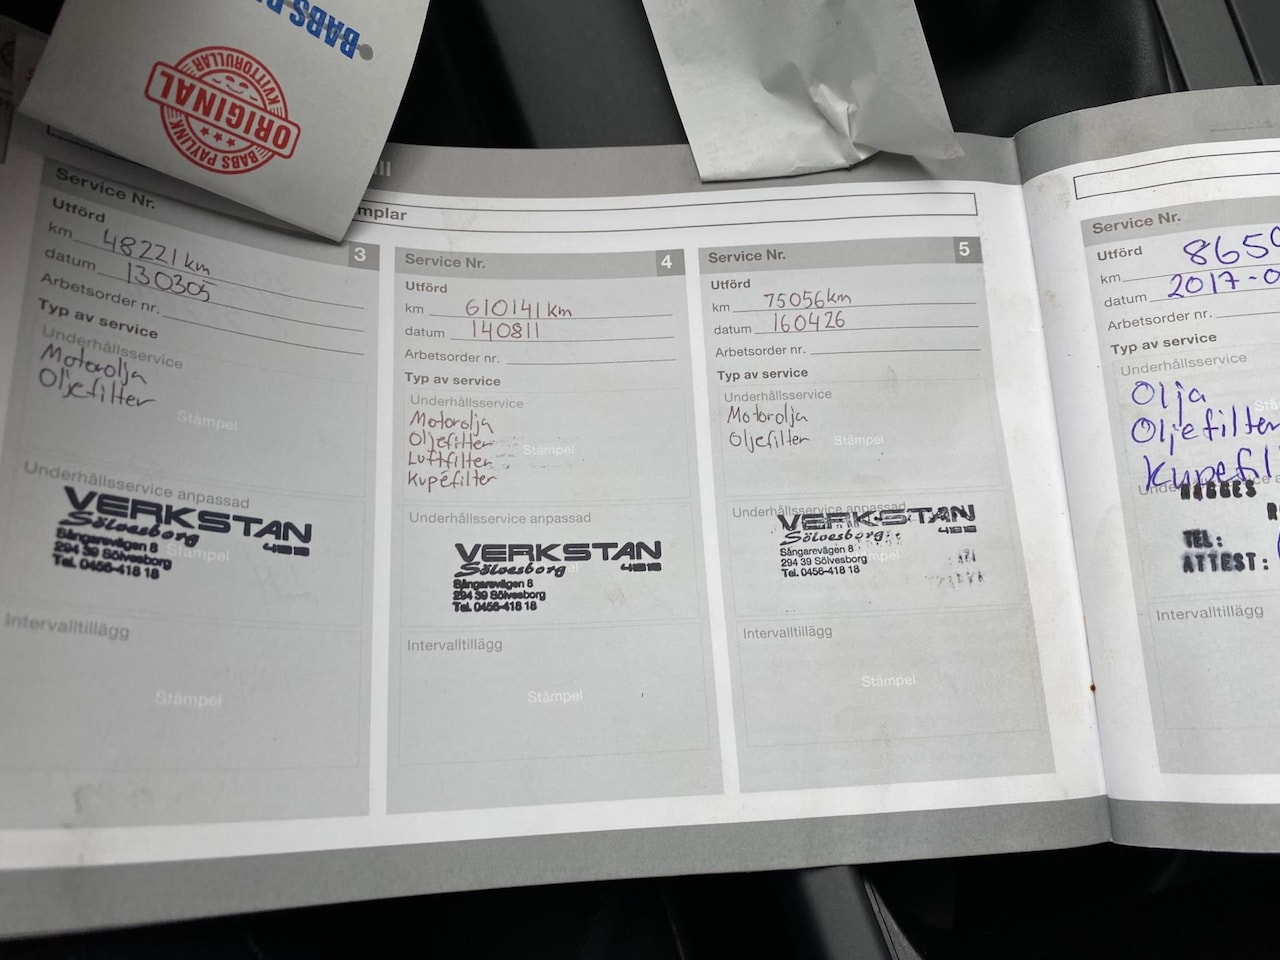 BABS
BABS PAYLINK
ORIGINAL
KVITTORULLAR
mplar
Service Nr.
3
Utförd
km 48221 km
datum 130305
Arbetsorder nr.
Typ av service
Underhållsservice
Motorolja
Oljefilter
Stämpel
Underhållsservice anpassad
VERKSTAN
Sölvesborg
Sångarevägen 8
294 39 Sölvesborg
Tel. 0456-418 18
Stämpel
Intervalltillägg
Stämpel
Service Nr.
4
Utförd
km 610141 km
datum 140811
Arbetsorder nr.
Typ av service
Underhållsservice
Motorolja
Oljefilter
Luftfilter
Kupéfilter
Stämpel
Underhållsservice anpassad
VERKSTAN
Sölvesborg
Sångarevägen 8
294 39 Sölvesborg
Tel. 0456-418 18
Intervalltillägg
Stämpel
Service Nr.
5
Utförd
km 75056km
datum 160426
Arbetsorder nr.
Typ av service
Underhållsservice
Motorolja
Oljefilter
Stämpel
Underhållsservice anpassad
VERKSTAN
Sölvesborg
Sångarevägen 8
294 39 Sölvesborg
Tel. 0456-418 18
Intervalltillägg
Stämpel
Service Nr.
Utförd
km 865
datum 2017-0
Arbetsorder nr.
Typ av service
Underhållsservice
Olja
Oljefilter
Kupefil
TEL:
ATTEST:
Intervalltillägg